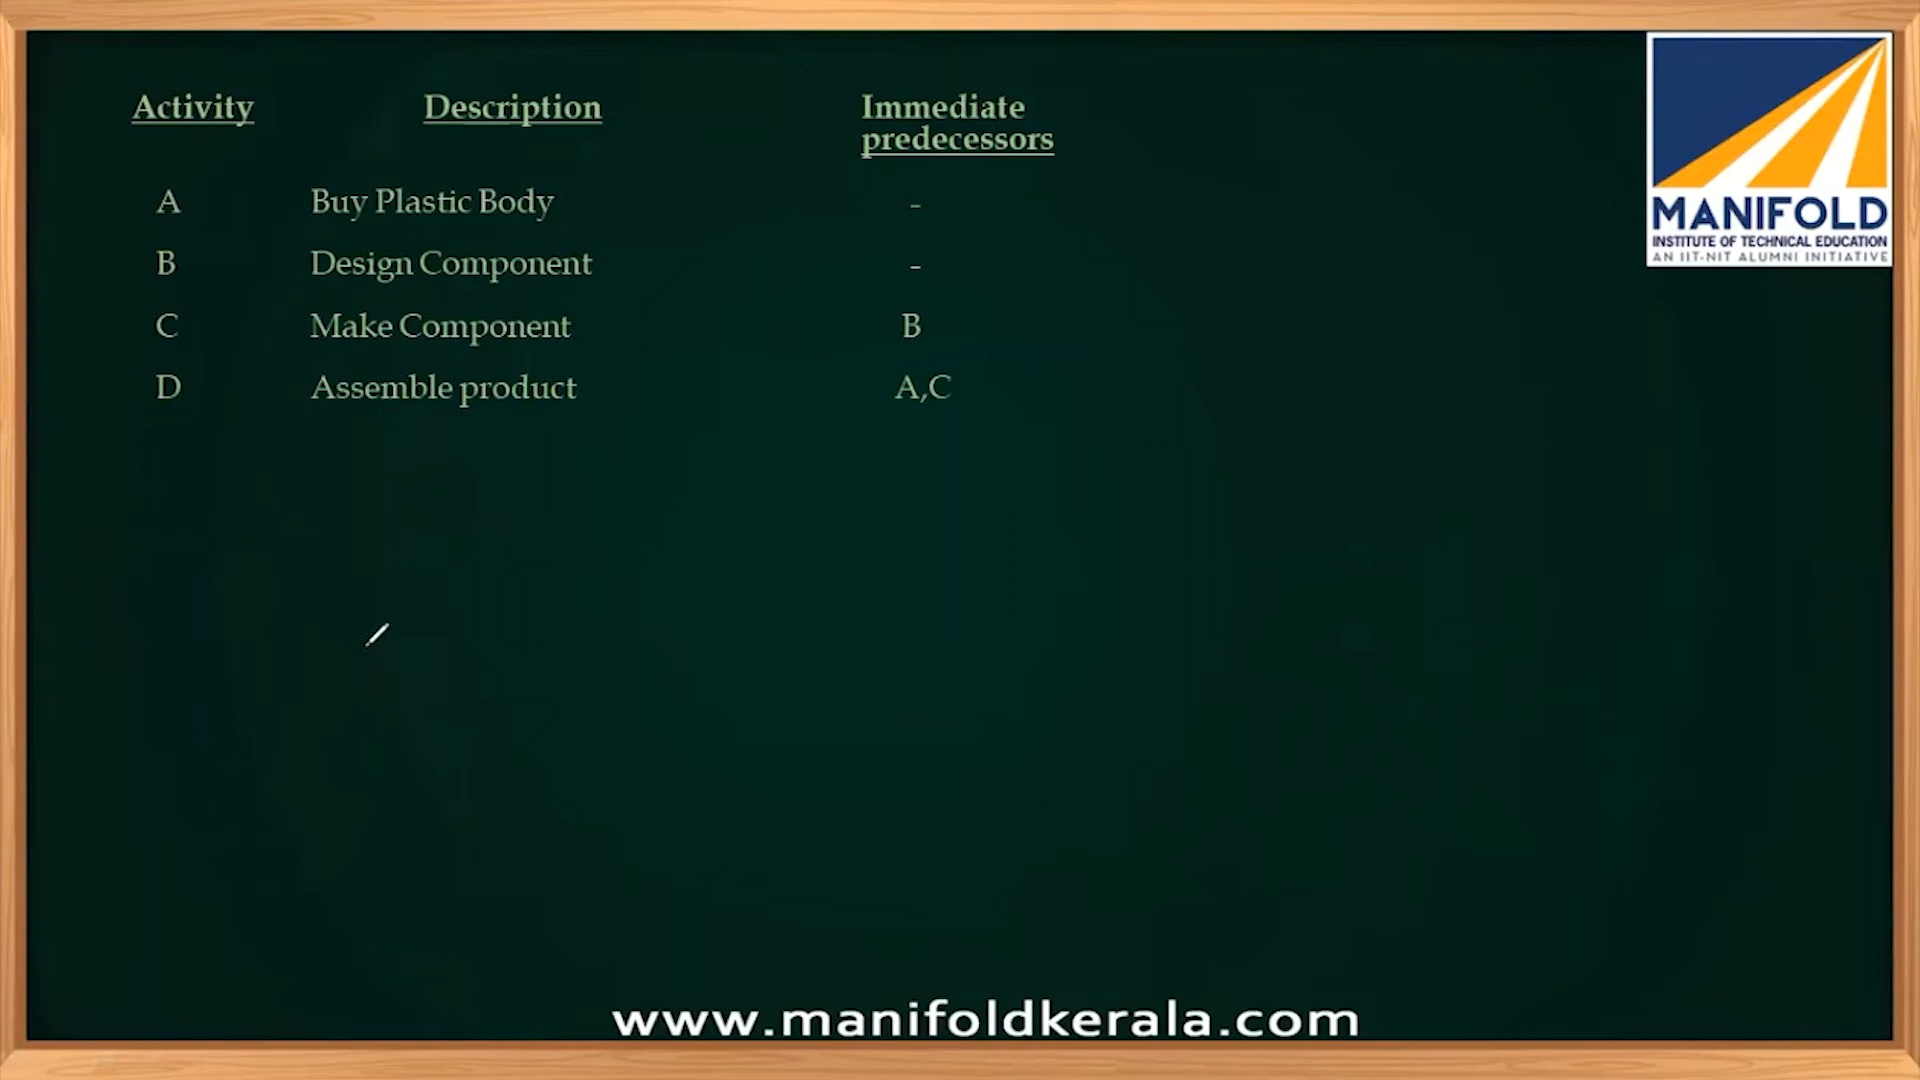 Activity Description Immediate
predecessors
A Buy Plastic Body -
B Design Component -
C Make Component B
D Assemble product A,C
MANIFOLD
INSTITUTE OF TECHNICAL EDUCATION
AN IIT-NIT ALUMNI INITIATIVE
www.manifoldkerala.com